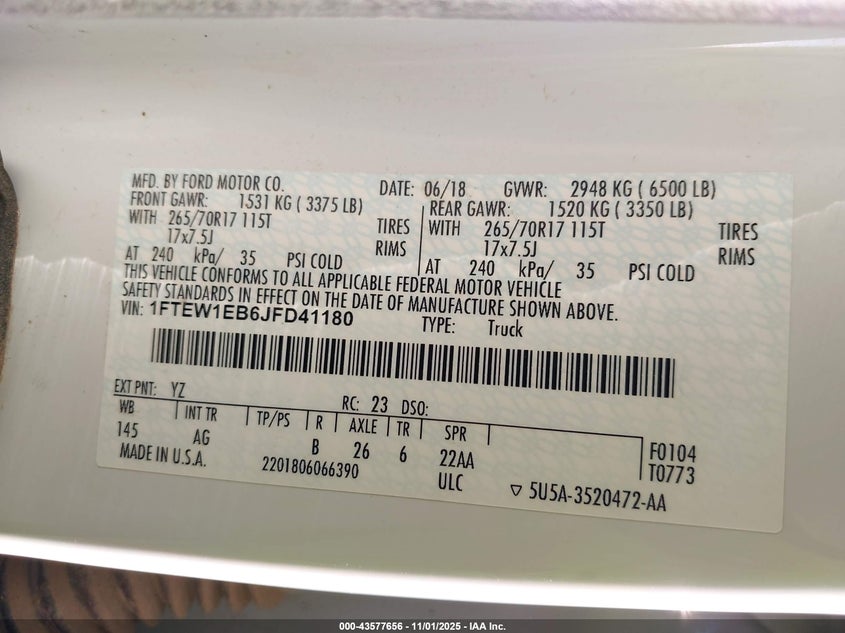 MFD. BY FORD MOTOR CO. DATE: 06/18 GVWR: 2948 KG ( 6500 LB)
FRONT GAWR: 1531 KG ( 3375 LB) REAR GAWR: 1520 KG ( 3350 LB)
WITH 265/70R17 115T TIRES WITH 265/70R17 115T TIRES
17x7.5J RIMS 17x7.5J RIMS
AT 240 kPa/ 35 PSI COLD AT 240 kPa/ 35 PSI COLD
THIS VEHICLE CONFORMS TO ALL APPLICABLE FEDERAL MOTOR VEHICLE
SAFETY STANDARDS IN EFFECT ON THE DATE OF MANUFACTURE SHOWN ABOVE.
VIN: 1FTEW1EB6JFD41180 TYPE: Truck
EXT PNT: YZ RC: 23 DSO:
WB INT TR TP/PS R AXLE TR SPR
145 AG B 26 6 22AA F0104
MADE IN U.S.A. 2201806066390 ULC T0773
▽ 5U5A-3520472-AA
000-43577656 - 11/01/2025 - IAA Inc.